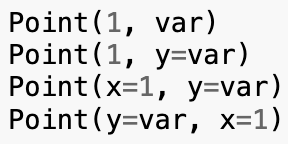 Point(1, var)
Point(1, y=var)
Point(x=1, y=var)
Point(y=var, x=1)